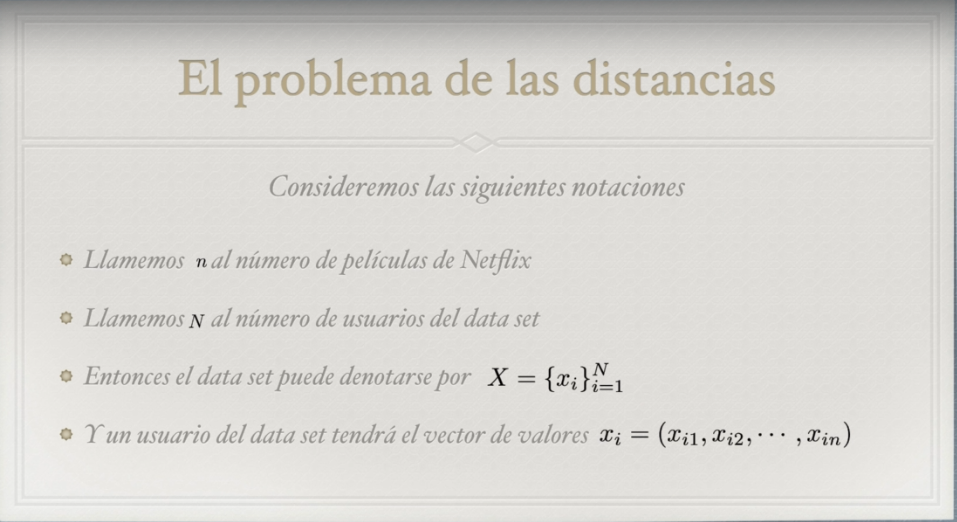 El problema de las distancias
Consideremos las siguientes notaciones
Llamemos n al número de películas de Netflix
Llamemos N al número de usuarios del data set
Entonces el data set puede denotarse por X = {x_i}_{i=1}^N
Y un usuario del data set tendrá el vector de valores x_i = (x_{i1}, x_{i2}, ⋯ , x_{in})